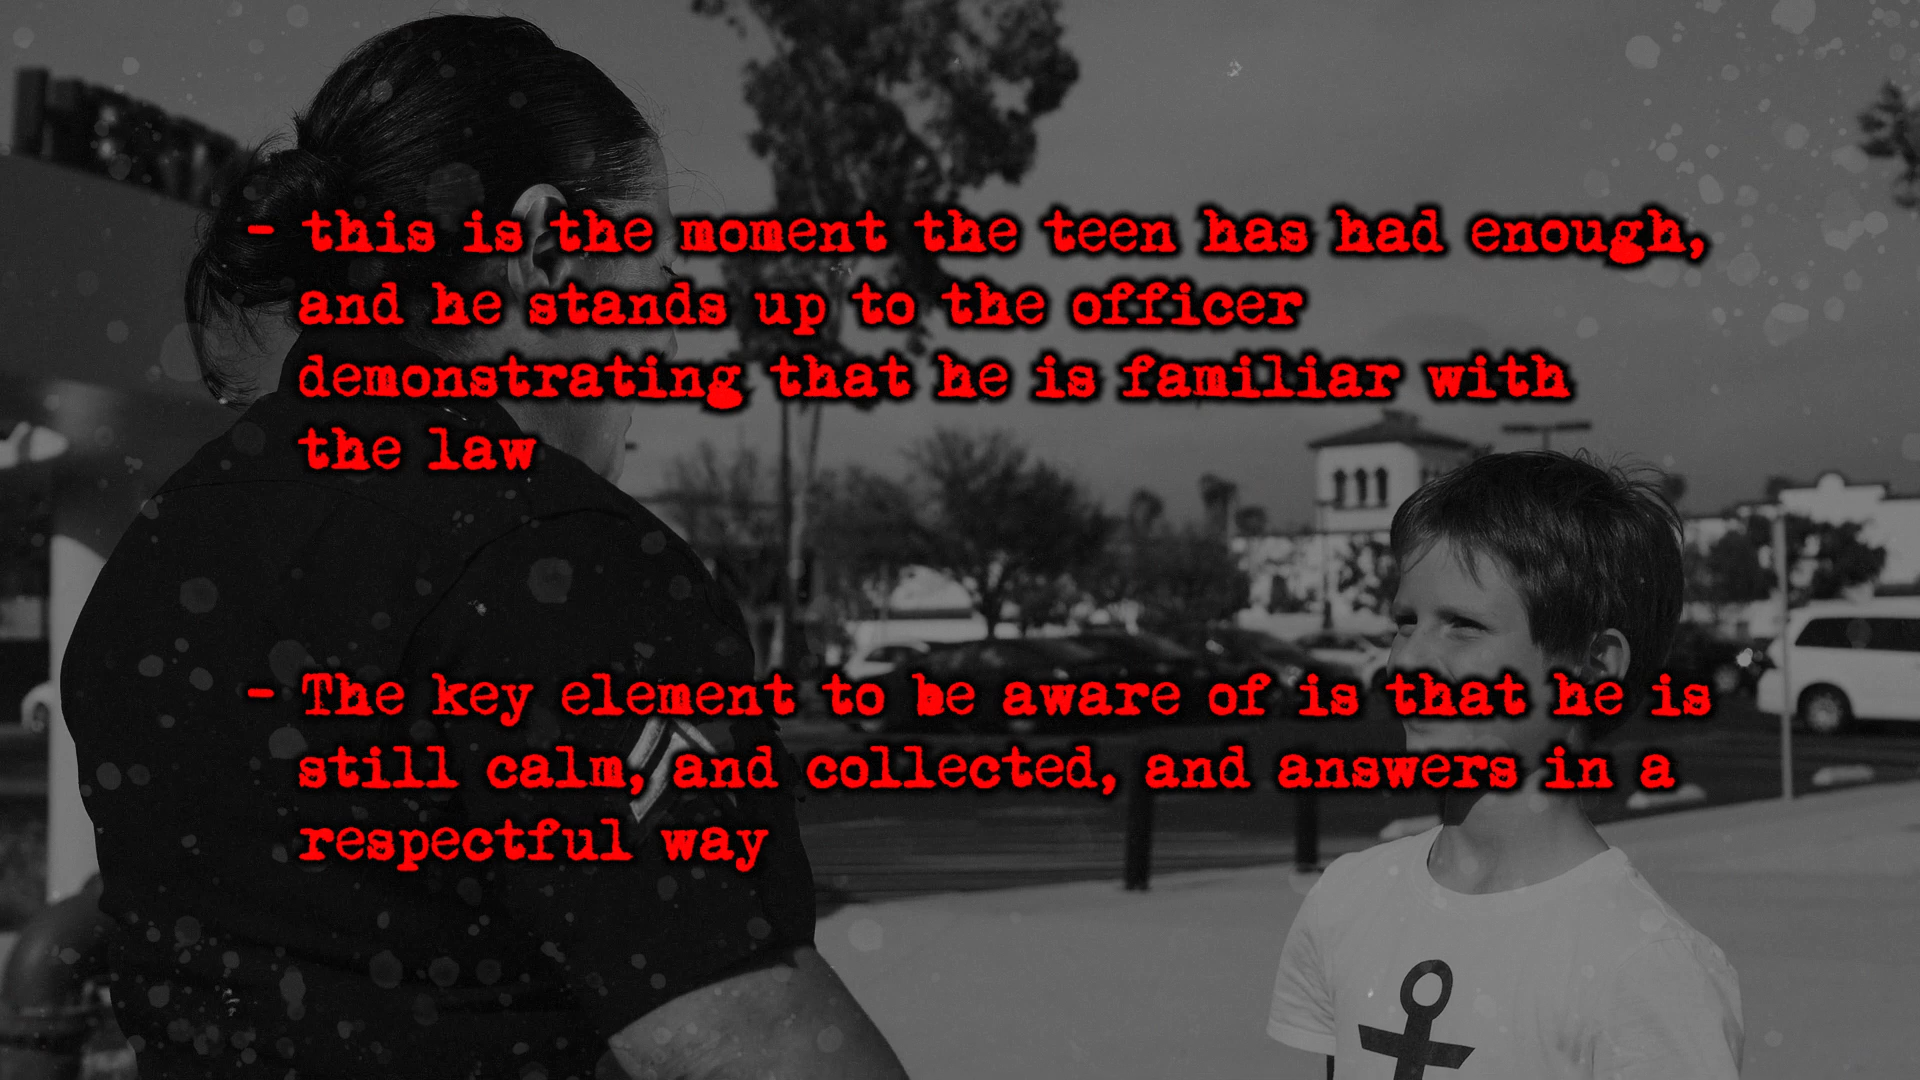 - this is the moment the teen has had enough,
and he stands up to the officer
demonstrating that he is familiar with
the law
- The key element to be aware of is that he is
still calm, and collected, and answers in a
respectful way